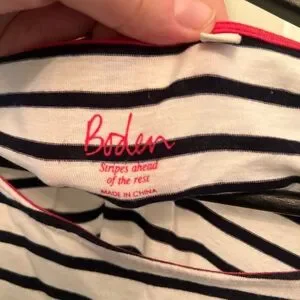 Boden
Stripes ahead
of the rest
MADE IN CHINA